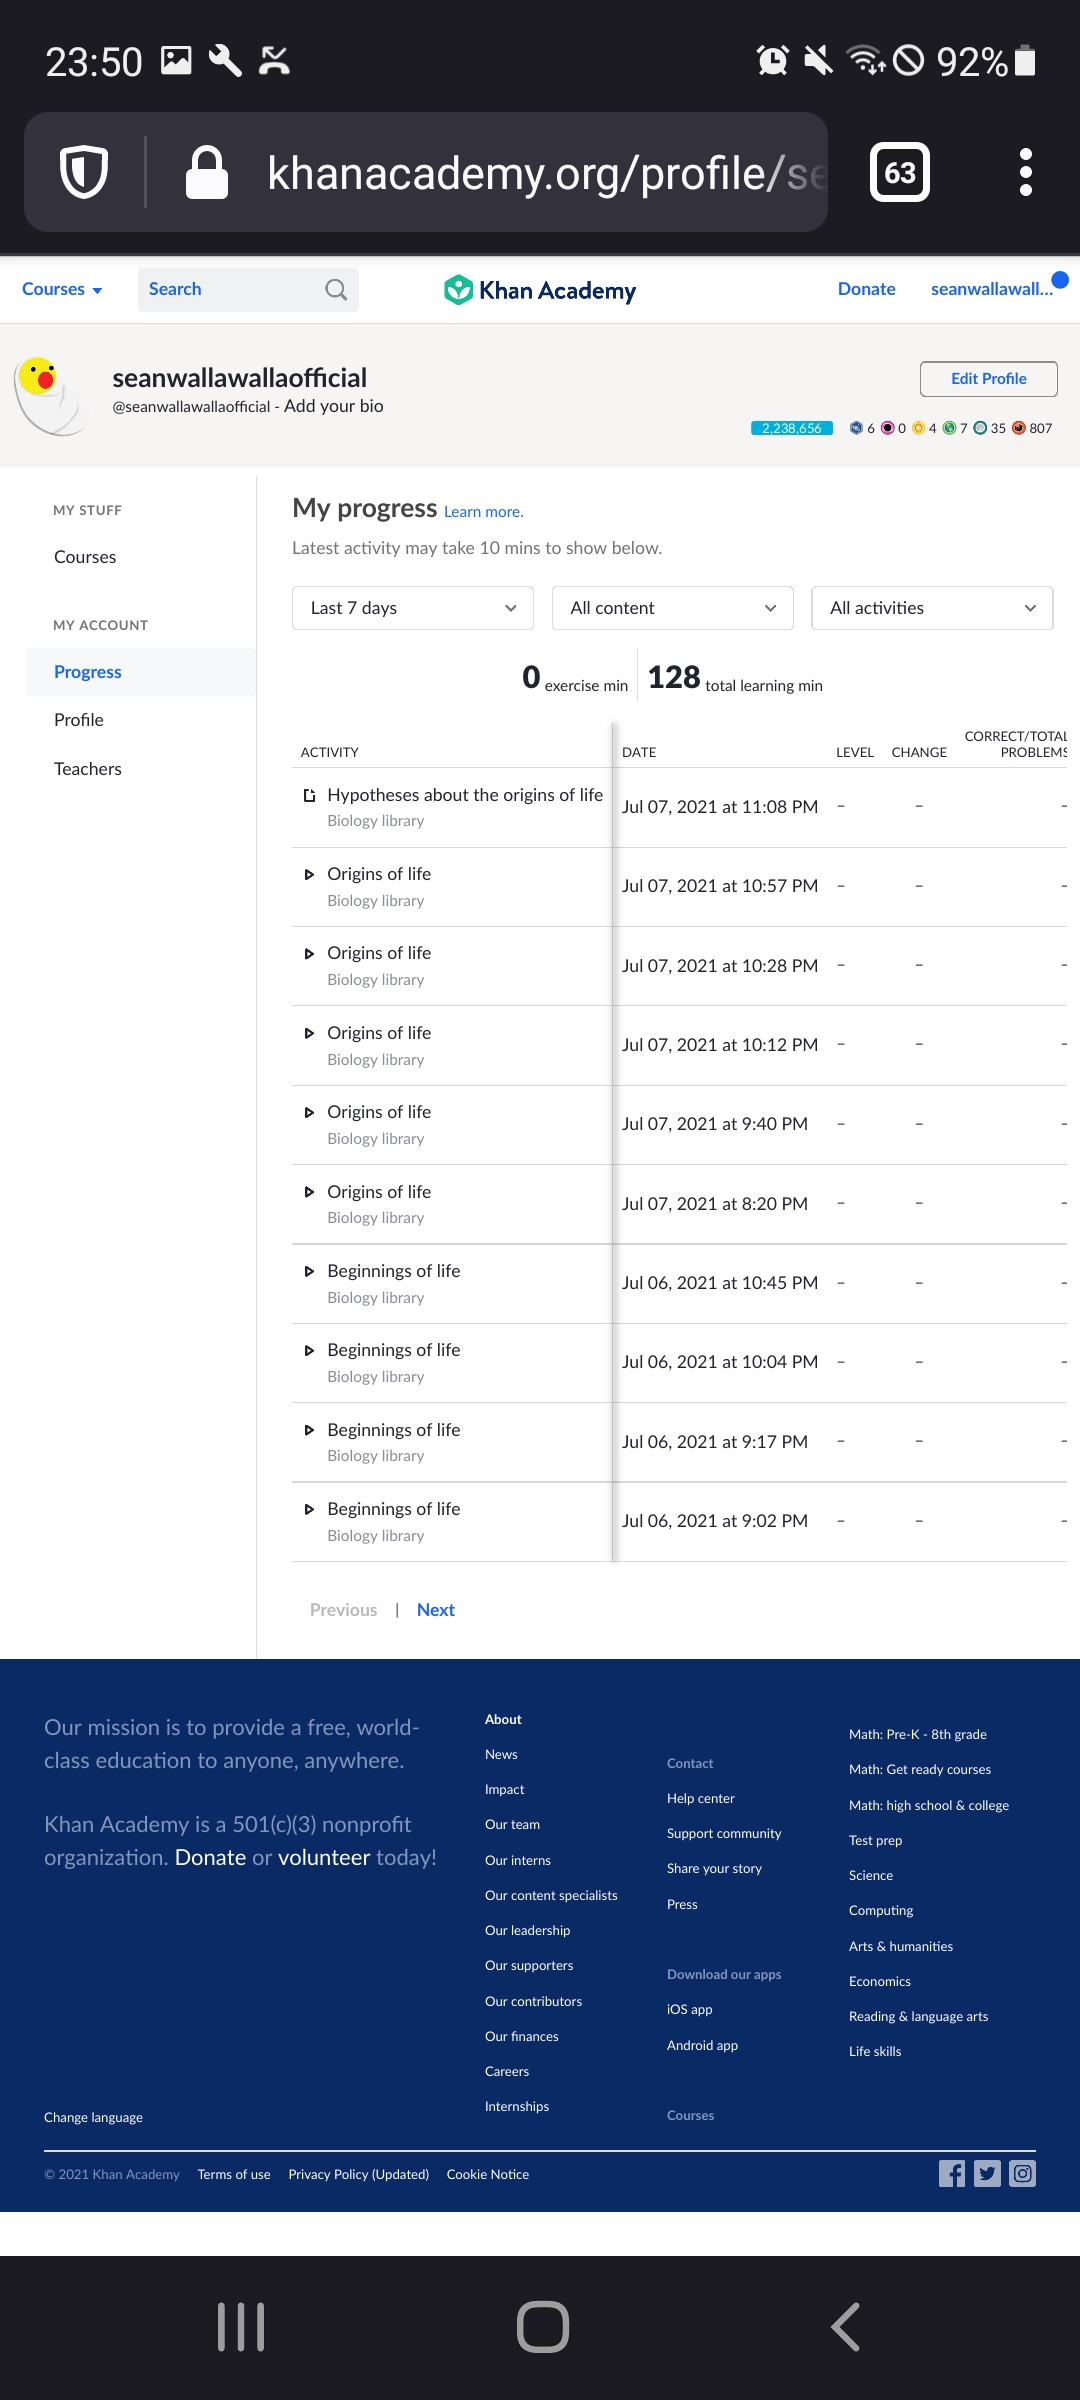 23:50
92%
khanacademy.org/profile/se
63
Courses
Search
Khan Academy
Donate
seanwallawall...
seanwallawallaofficial
@seanwallawallaofficial - Add your bio
Edit Profile
2,238,656 6 0 4 7 35 807
MY STUFF
Courses
MY ACCOUNT
Progress
Profile
Teachers
My progress Learn more.
Latest activity may take 10 mins to show below.
Last 7 days
All content
All activities
0 exercise min
128 total learning min
ACTIVITY DATE LEVEL CHANGE CORRECT/TOTAL PROBLEMS
Hypotheses about the origins of life Jul 07, 2021 at 11:08 PM – – –
Biology library
Origins of life Jul 07, 2021 at 10:57 PM – – –
Biology library
Origins of life Jul 07, 2021 at 10:28 PM – – –
Biology library
Origins of life Jul 07, 2021 at 10:12 PM – – –
Biology library
Origins of life Jul 07, 2021 at 9:40 PM – – –
Biology library
Origins of life Jul 07, 2021 at 8:20 PM – – –
Biology library
Beginnings of life Jul 06, 2021 at 10:45 PM – – –
Biology library
Beginnings of life Jul 06, 2021 at 10:04 PM – – –
Biology library
Beginnings of life Jul 06, 2021 at 9:17 PM – – –
Biology library
Beginnings of life Jul 06, 2021 at 9:02 PM – – –
Biology library
Previous | Next
Our mission is to provide a free, world-
class education to anyone, anywhere.
Khan Academy is a 501(c)(3) nonprofit
organization. Donate or volunteer today!
About
News
Impact
Our team
Our interns
Our content specialists
Our leadership
Our supporters
Our contributors
Our finances
Careers
Internships
Contact
Help center
Support community
Share your story
Press
Download our apps
iOS app
Android app
Courses
Math: Pre-K - 8th grade
Math: Get ready courses
Math: high school & college
Test prep
Science
Computing
Arts & humanities
Economics
Reading & language arts
Life skills
Change language
© 2021 Khan Academy Terms of use Privacy Policy (Updated) Cookie Notice